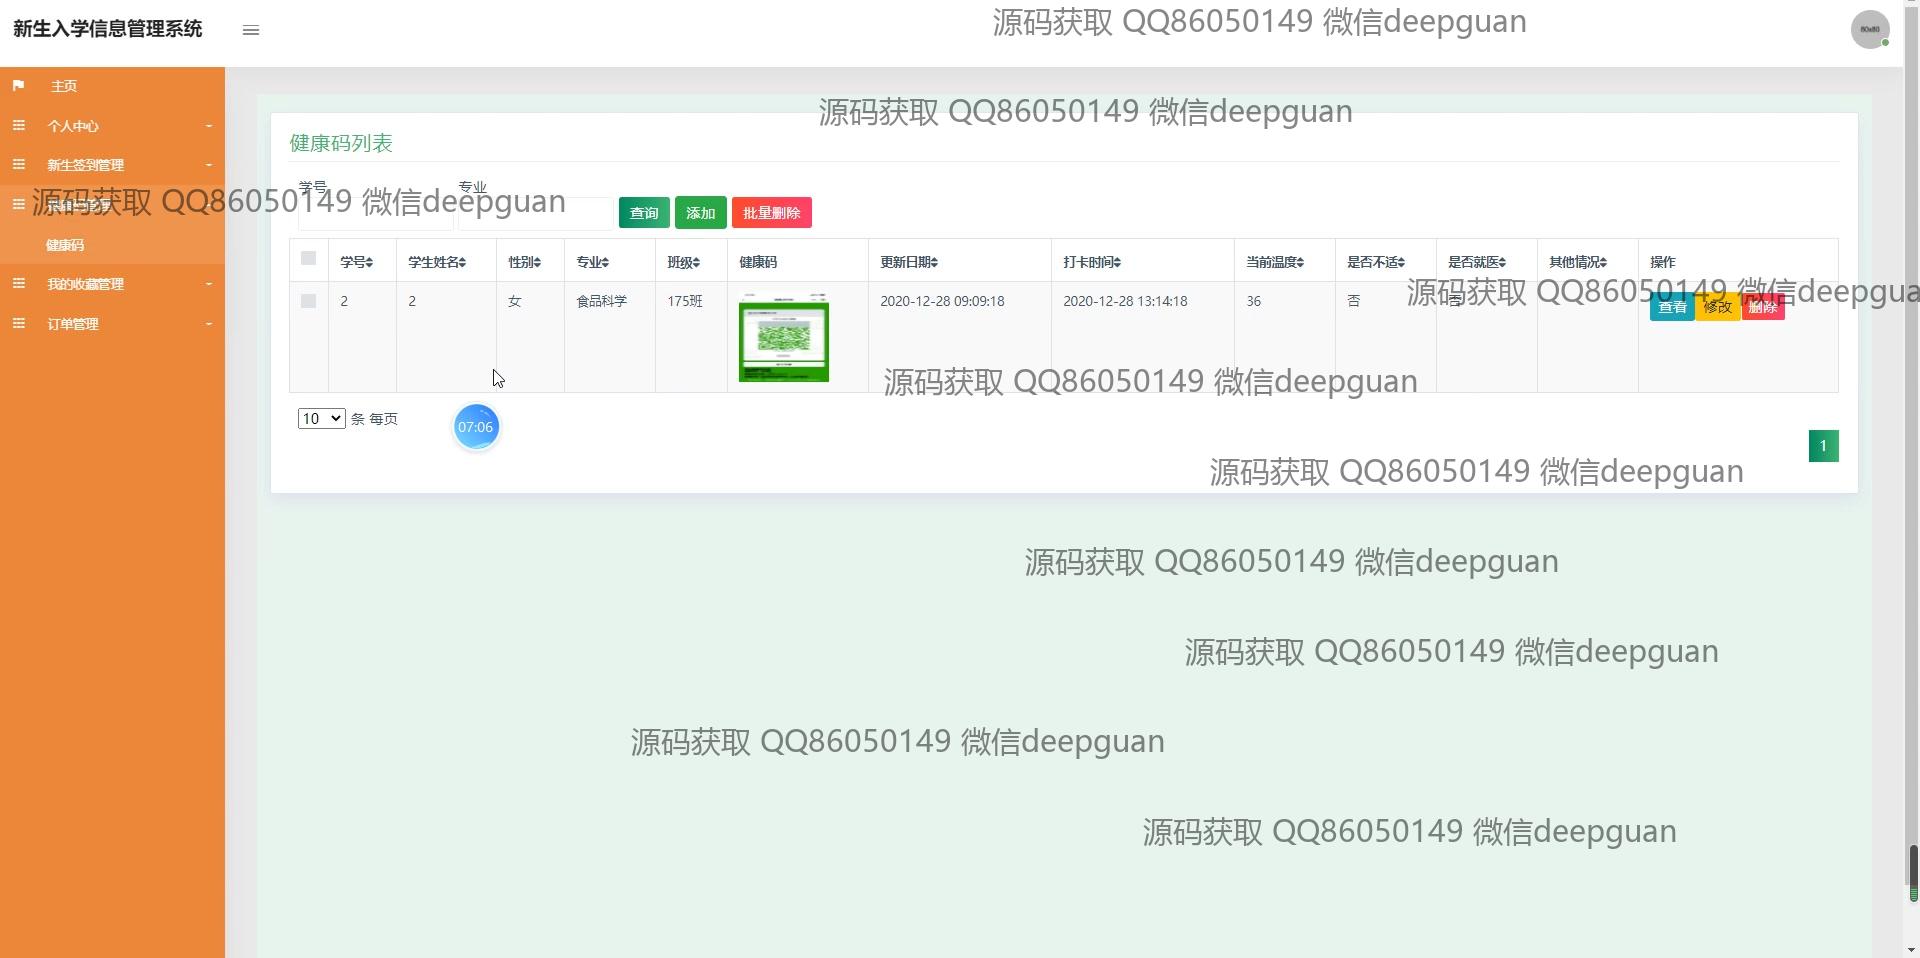 新生入学信息管理系统
源码获取 QQ86050149 微信deepguan
主页
个人中心
新生签到管理
健康码
我的收藏管理
订单管理
源码获取 QQ86050149 微信deepguan
健康码列表
源码获取 QQ86050149 微信deepguan
学号 专业
查询 添加 批量删除
学号 学生姓名 性别 专业 班级 健康码 更新日期 打卡时间 当前温度 是否不适 是否就医 其他情况 操作
2 2 女 食品科学 175班 2020-12-28 09:09:18 2020-12-28 13:14:18 36 否 否 查看 修改 删除
源码获取 QQ86050149 微信deepgua
源码获取 QQ86050149 微信deepguan
10 条 每页
07:06
1
源码获取 QQ86050149 微信deepguan
源码获取 QQ86050149 微信deepguan
源码获取 QQ86050149 微信deepguan
源码获取 QQ86050149 微信deepguan
源码获取 QQ86050149 微信deepguan